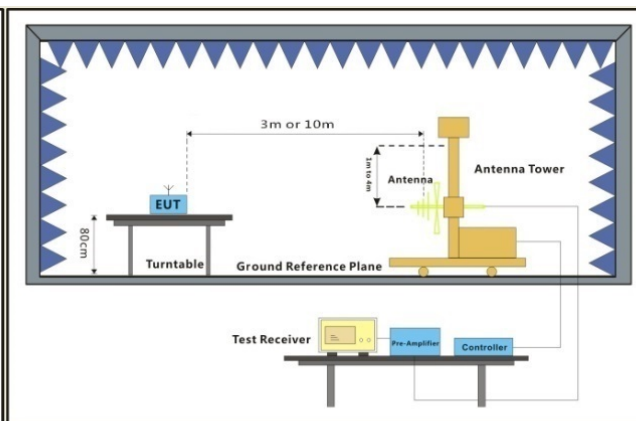 3m or 10m
1m to 4m
Antenna
Antenna Tower
EUT
80cm
Turntable
Ground Reference Plane
Test Receiver
Pre-Amplifier
Controller